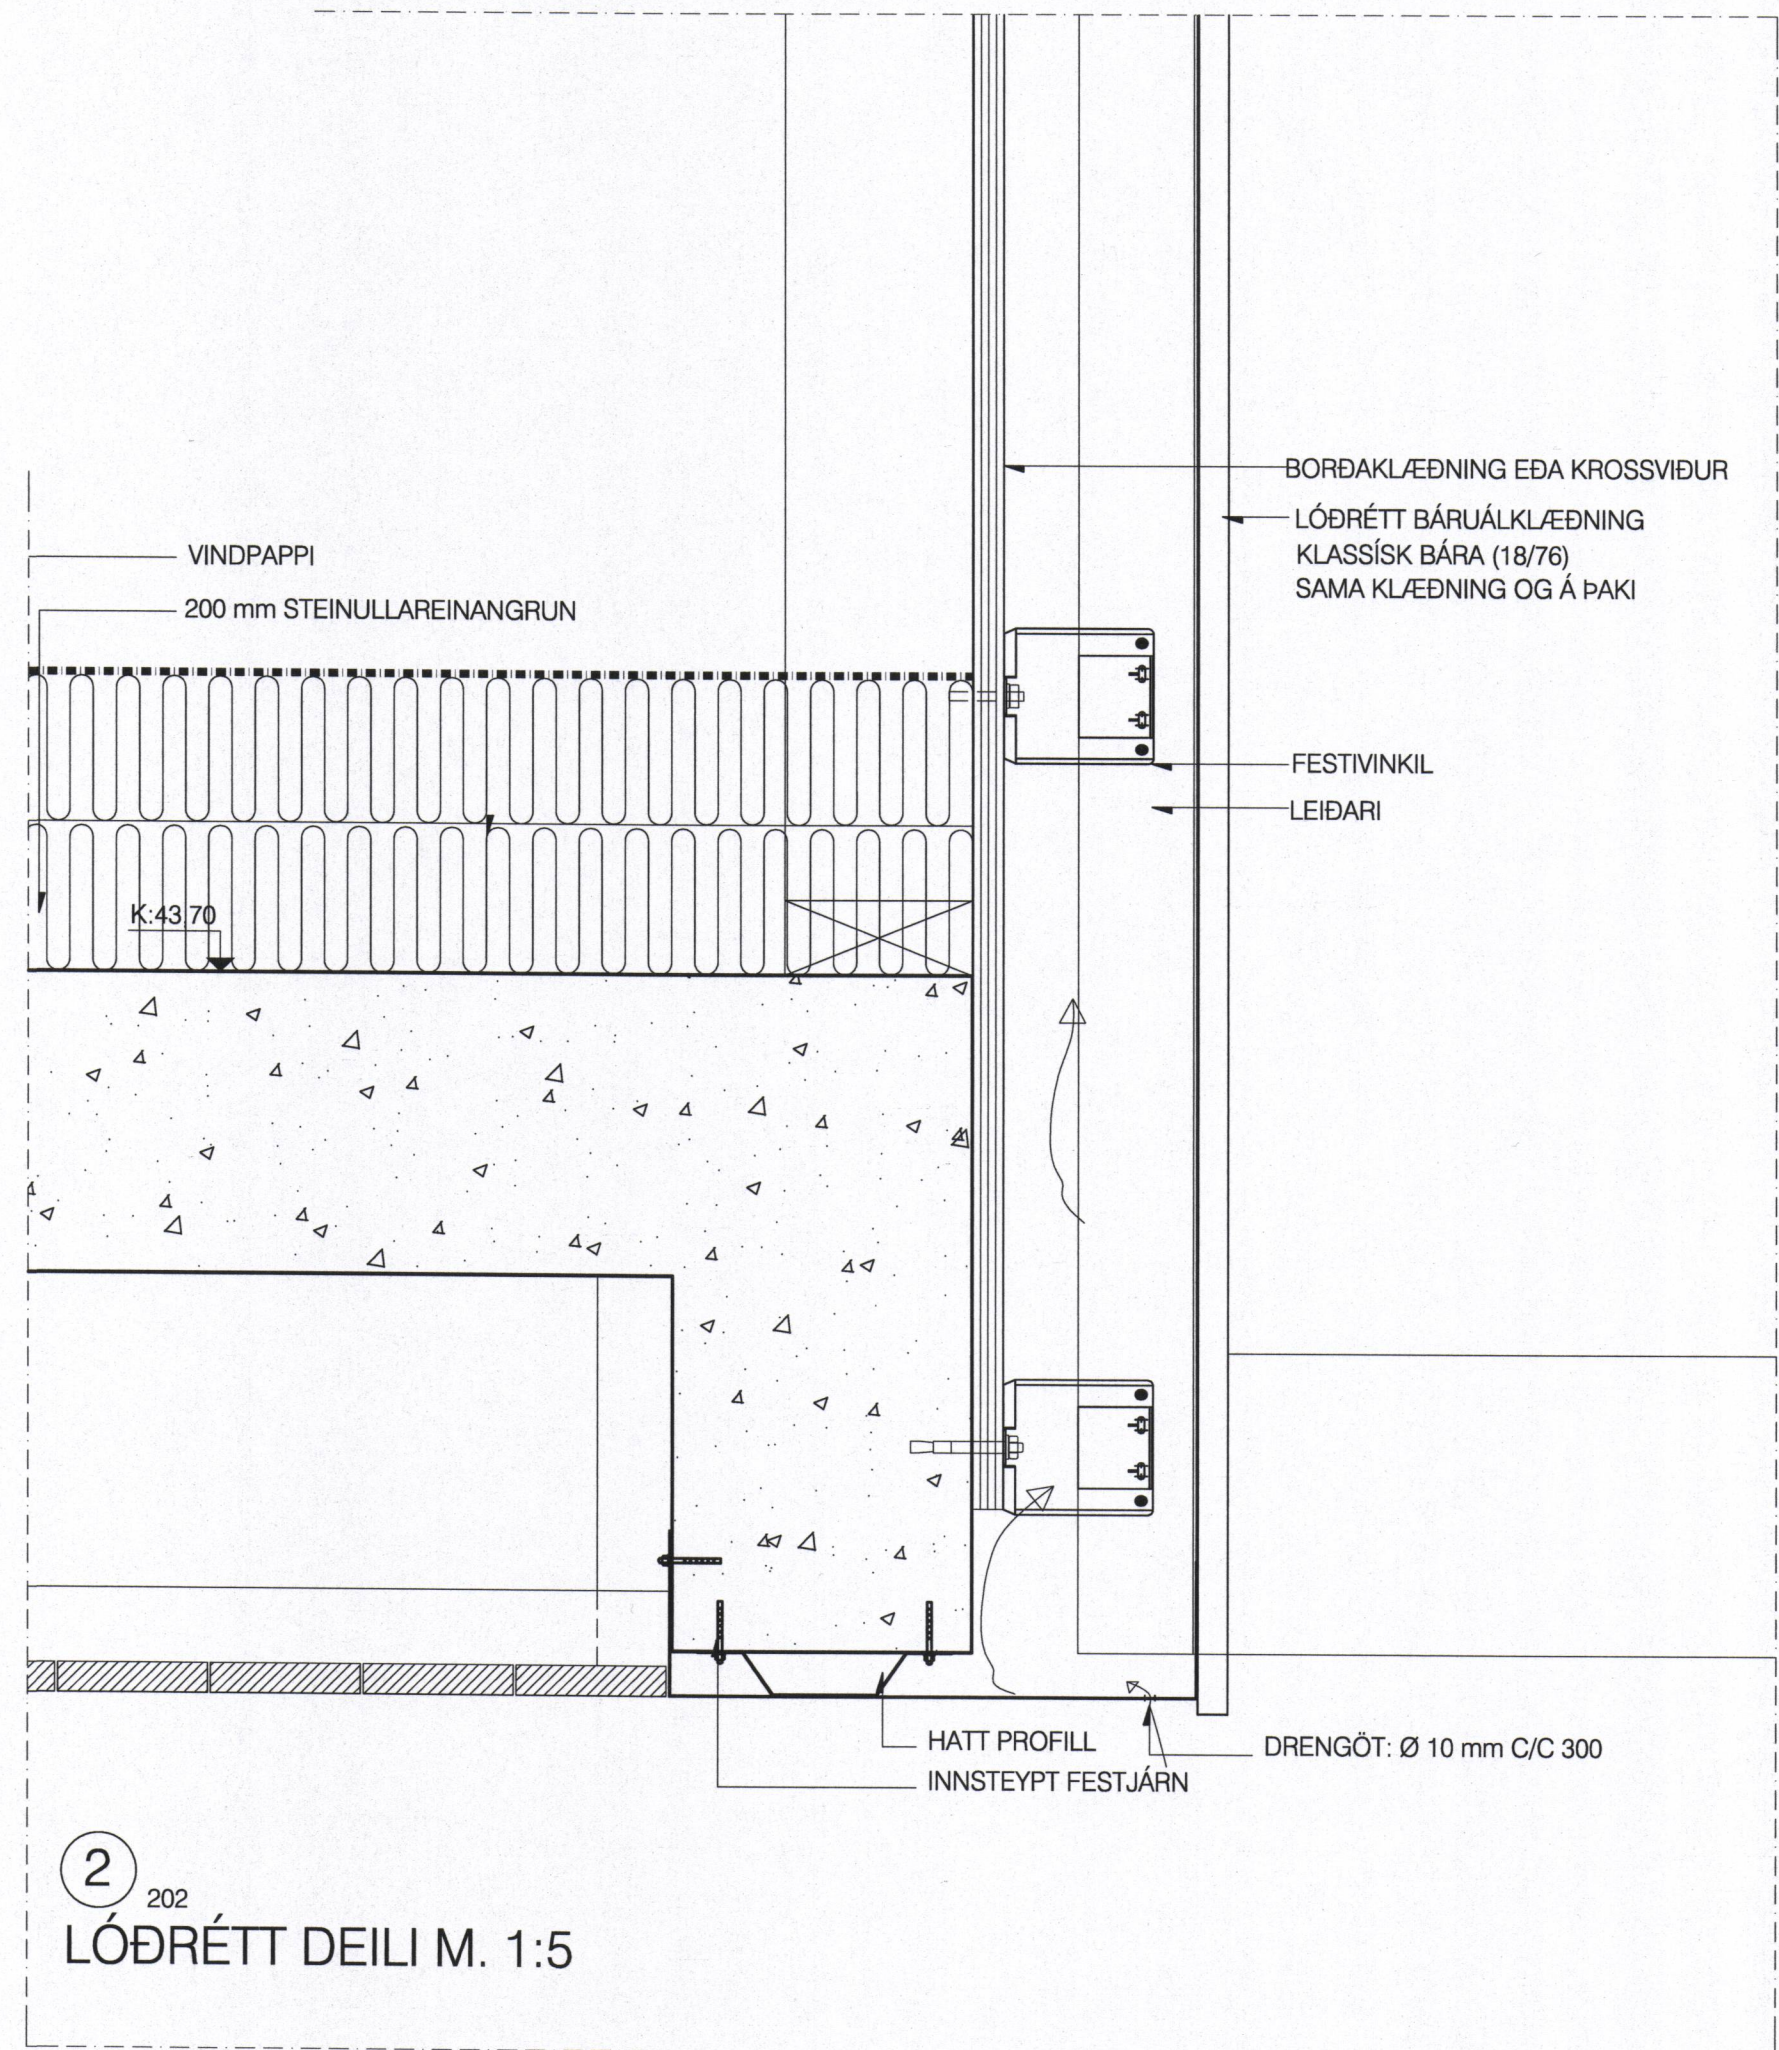 BORÐAKLÆÐNING EÐA KROSSVIÐUR
LÓÐRÉTT BÁRUÁLKLÆÐNING
KLASSÍSK BÁRA (18/76)
SAMA KLÆÐNING OG Á ÞAKI
VINDPAPPI
200 mm STEINULLAREINANGRUN
FESTIVINKIL
LEIÐARI
K:43,70
HATT PROFILL
DRENGÖT: Ø 10 mm C/C 300
INNSTEYPT FESTJÁRN
2
202
LÓÐRÉTT DEILI M. 1:5